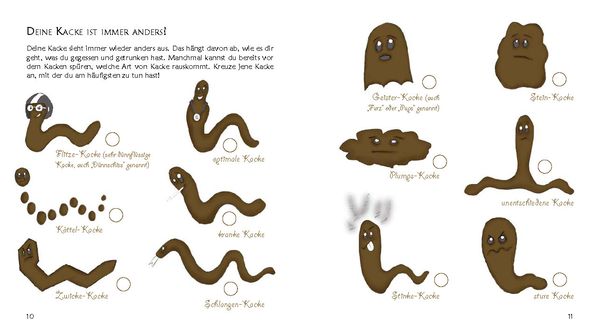 Deine Kacke ist immer anders!
Deine Kacke sieht immer wieder anders aus. Das hängt davon ab, wie es dir
geht, was du gegessen und getrunken hast. Manchmal kannst du bereits vor
dem Kacken spüren, welche Art von Kacke rauskommt. Kreuze jene Kacke
an, mit der du am häufigsten zu tun hast!
Flitze-Kacke (sehr dünnflüssige
Kacke, auch „Dünnschiss“ genannt)
optimale Kacke
Köttel-Kacke
kranke Kacke
Zwicke-Kacke
Schlangen-Kacke
10
Geister-Kacke (auch
„Furz“ oder „Pups“ genannt)
Stein-Kacke
Plumps-Kacke
unentschiedene Kacke
Stinke-Kacke
sture Kacke
11